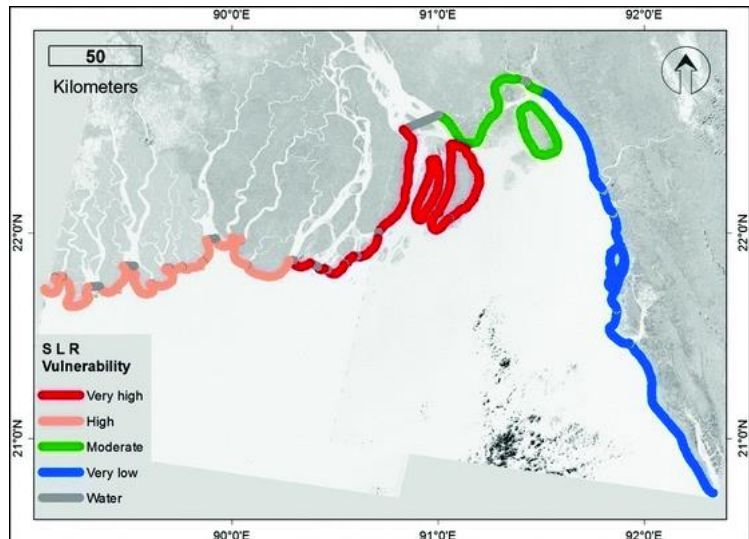 90°0'E 91°0'E 92°0'E
50
Kilometers
22°0'N 22°0'N
21°0'N 21°0'N
S L R
Vulnerability
Very high
High
Moderate
Very low
Water
90°0'E 91°0'E 92°0'E